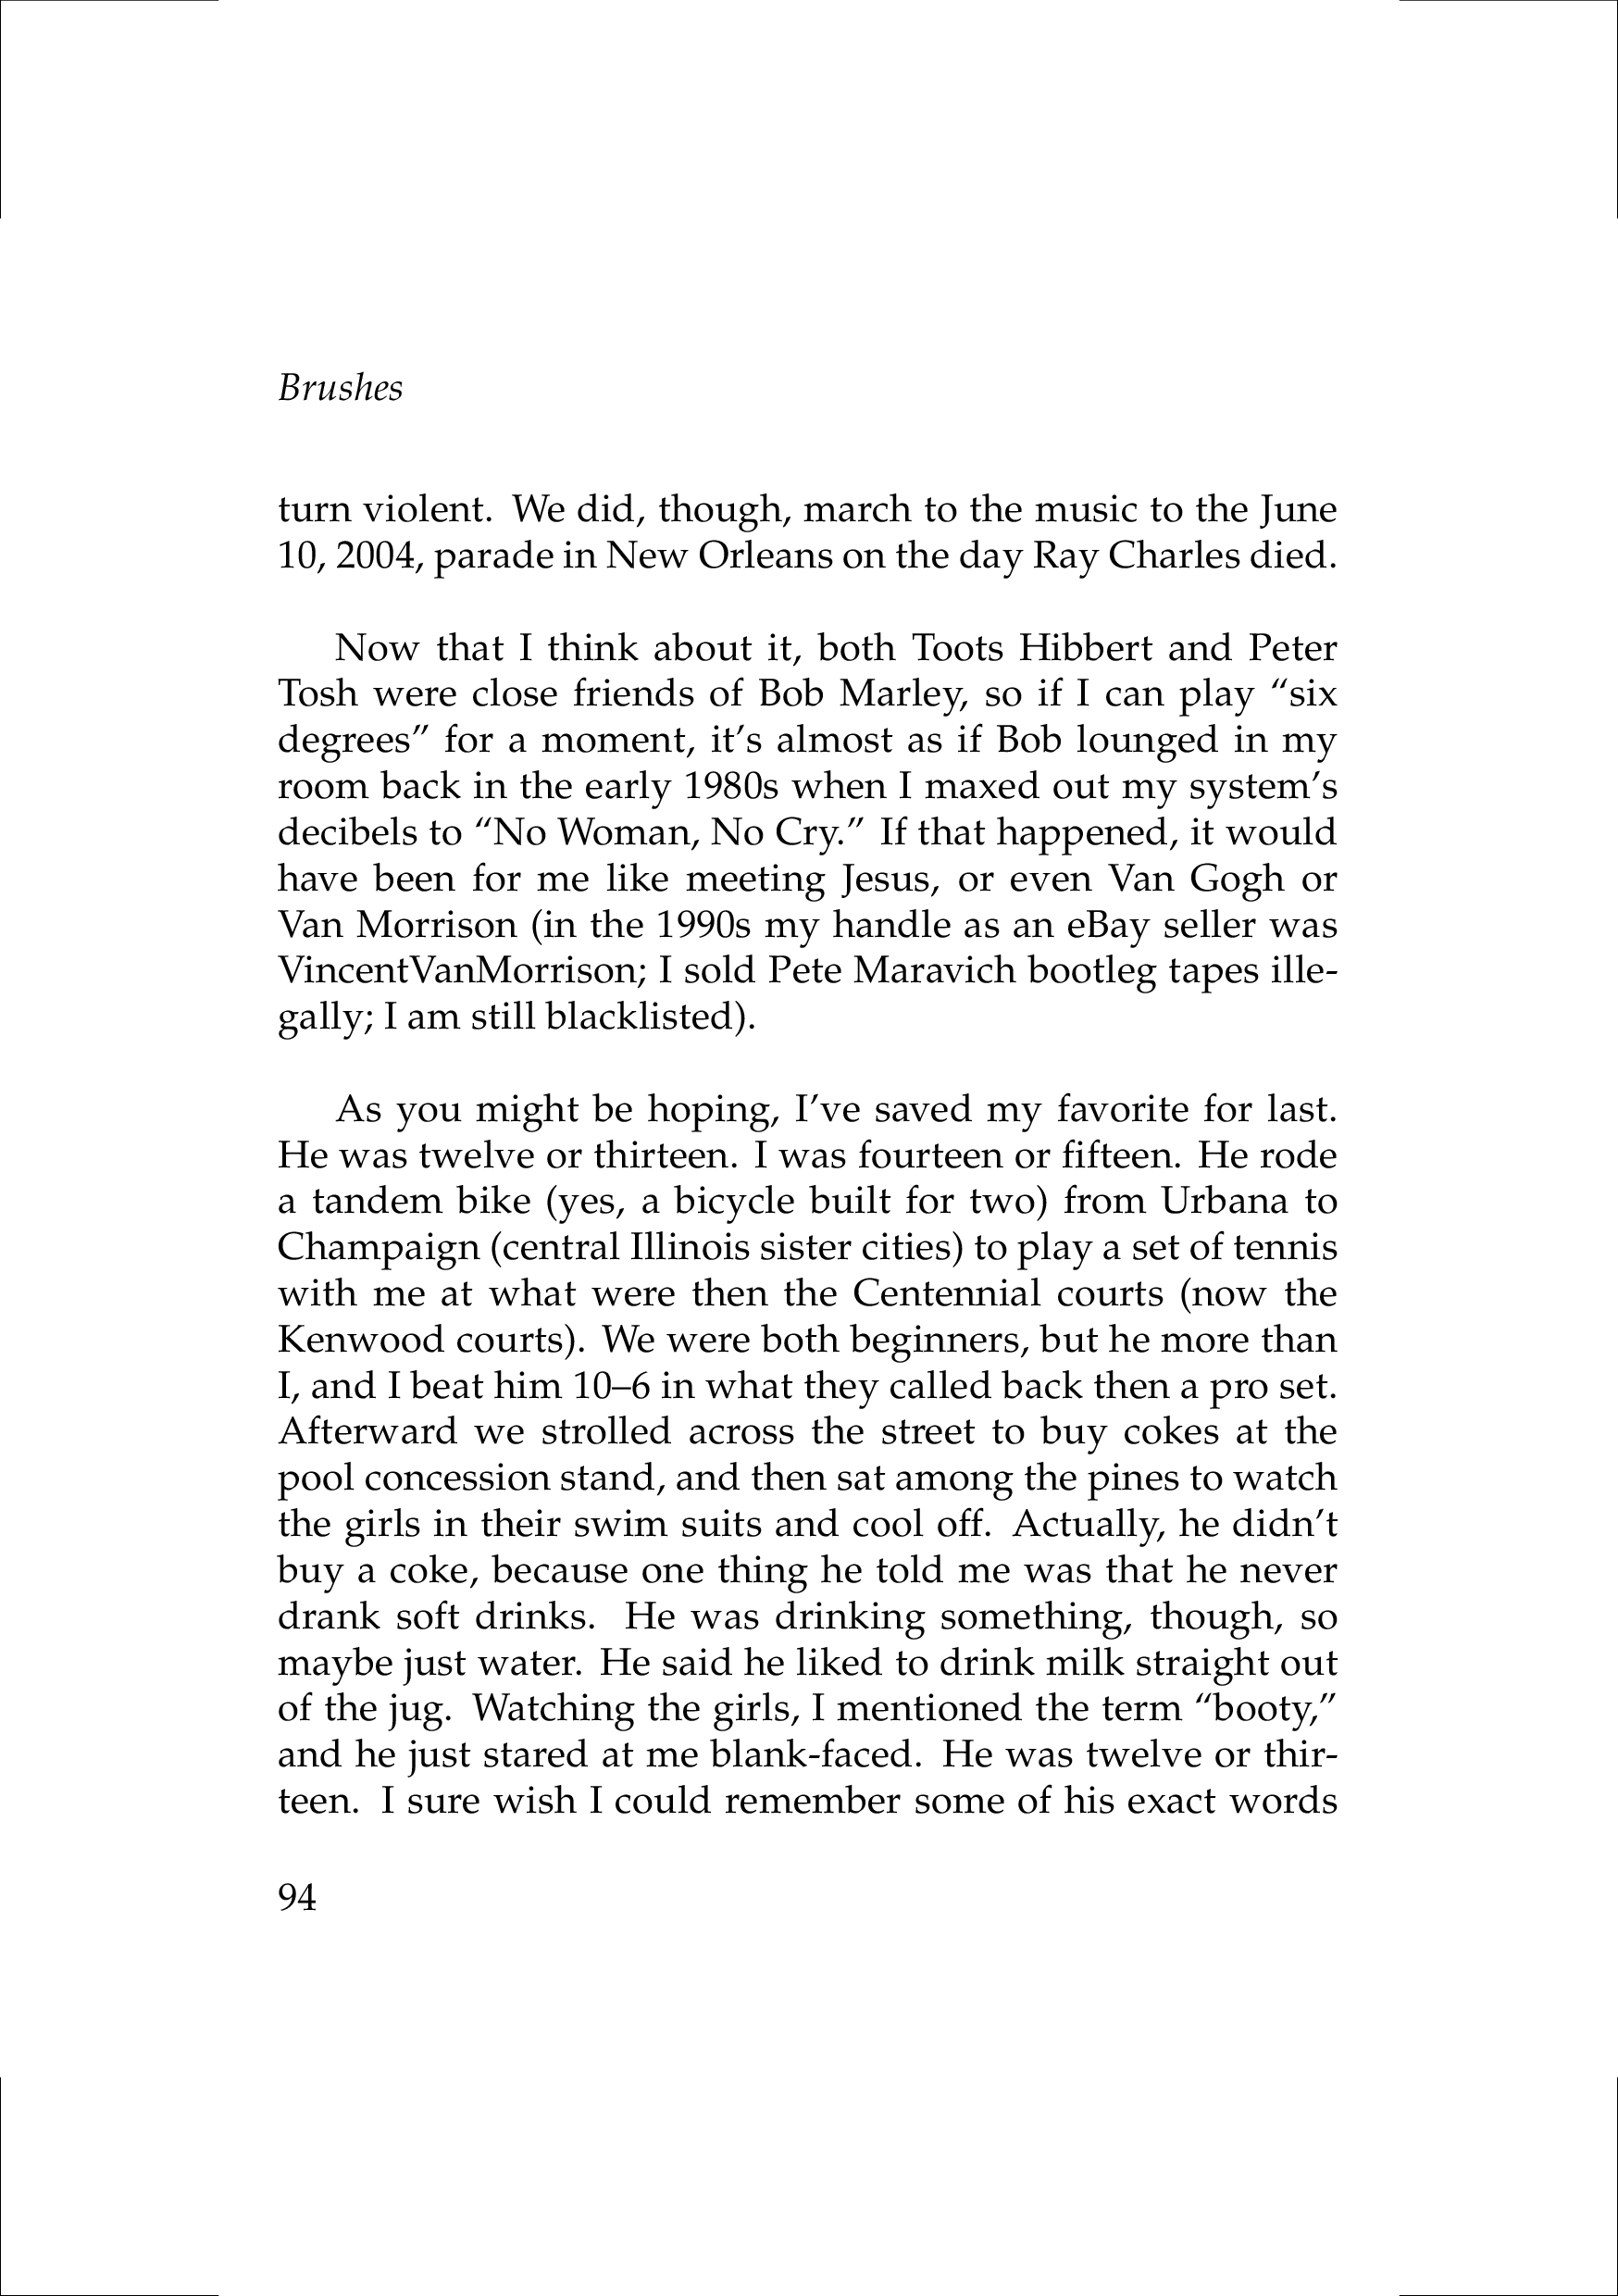 Brushes
turn violent. We did, though, march to the music to the June
10, 2004, parade in New Orleans on the day Ray Charles died.
Now that I think about it, both Toots Hibbert and Peter
Tosh were close friends of Bob Marley, so if I can play “six
degrees” for a moment, it’s almost as if Bob lounged in my
room back in the early 1980s when I maxed out my system’s
decibels to “No Woman, No Cry.” If that happened, it would
have been for me like meeting Jesus, or even Van Gogh or
Van Morrison (in the 1990s my handle as an eBay seller was
VincentVanMorrison; I sold Pete Maravich bootleg tapes ille-
gally; I am still blacklisted).
As you might be hoping, I’ve saved my favorite for last.
He was twelve or thirteen. I was fourteen or fifteen. He rode
a tandem bike (yes, a bicycle built for two) from Urbana to
Champaign (central Illinois sister cities) to play a set of tennis
with me at what were then the Centennial courts (now the
Kenwood courts). We were both beginners, but he more than
I, and I beat him 10–6 in what they called back then a pro set.
Afterward we strolled across the street to buy cokes at the
pool concession stand, and then sat among the pines to watch
the girls in their swim suits and cool off. Actually, he didn’t
buy a coke, because one thing he told me was that he never
drank soft drinks. He was drinking something, though, so
maybe just water. He said he liked to drink milk straight out
of the jug. Watching the girls, I mentioned the term “booty,”
and he just stared at me blank-faced. He was twelve or thir-
teen. I sure wish I could remember some of his exact words
94